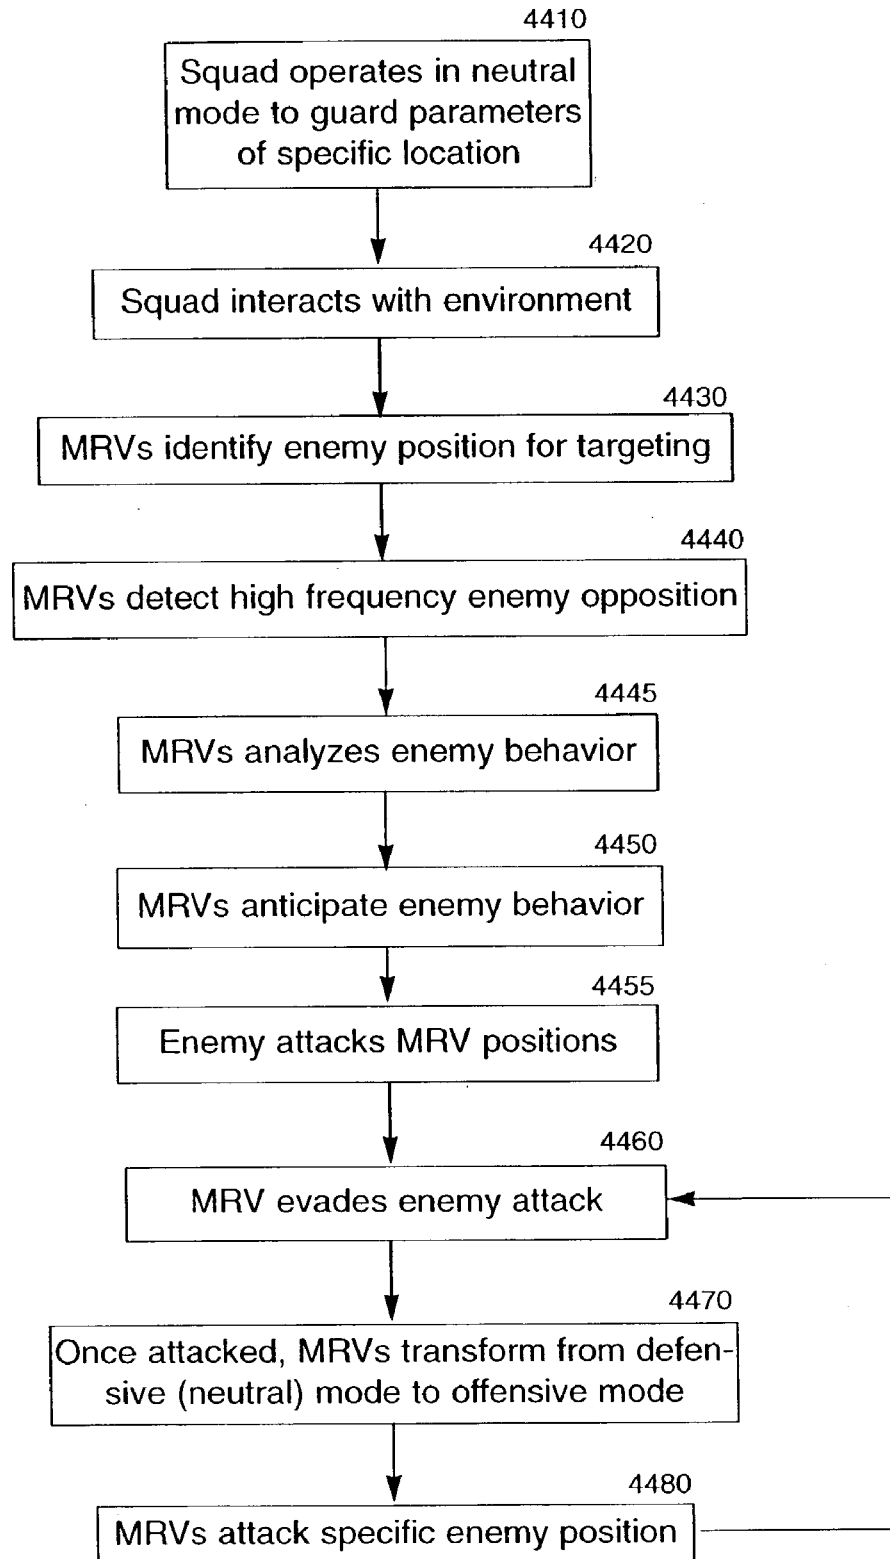 4410
Squad operates in neutral
mode to guard parameters
of specific location
4420
Squad interacts with environment
4430
MRVs identify enemy position for targeting
4440
MRVs detect high frequency enemy opposition
4445
MRVs analyzes enemy behavior
4450
MRVs anticipate enemy behavior
4455
Enemy attacks MRV positions
4460
MRV evades enemy attack
4470
Once attacked, MRVs transform from defen-
sive (neutral) mode to offensive mode
4480
MRVs attack specific enemy position